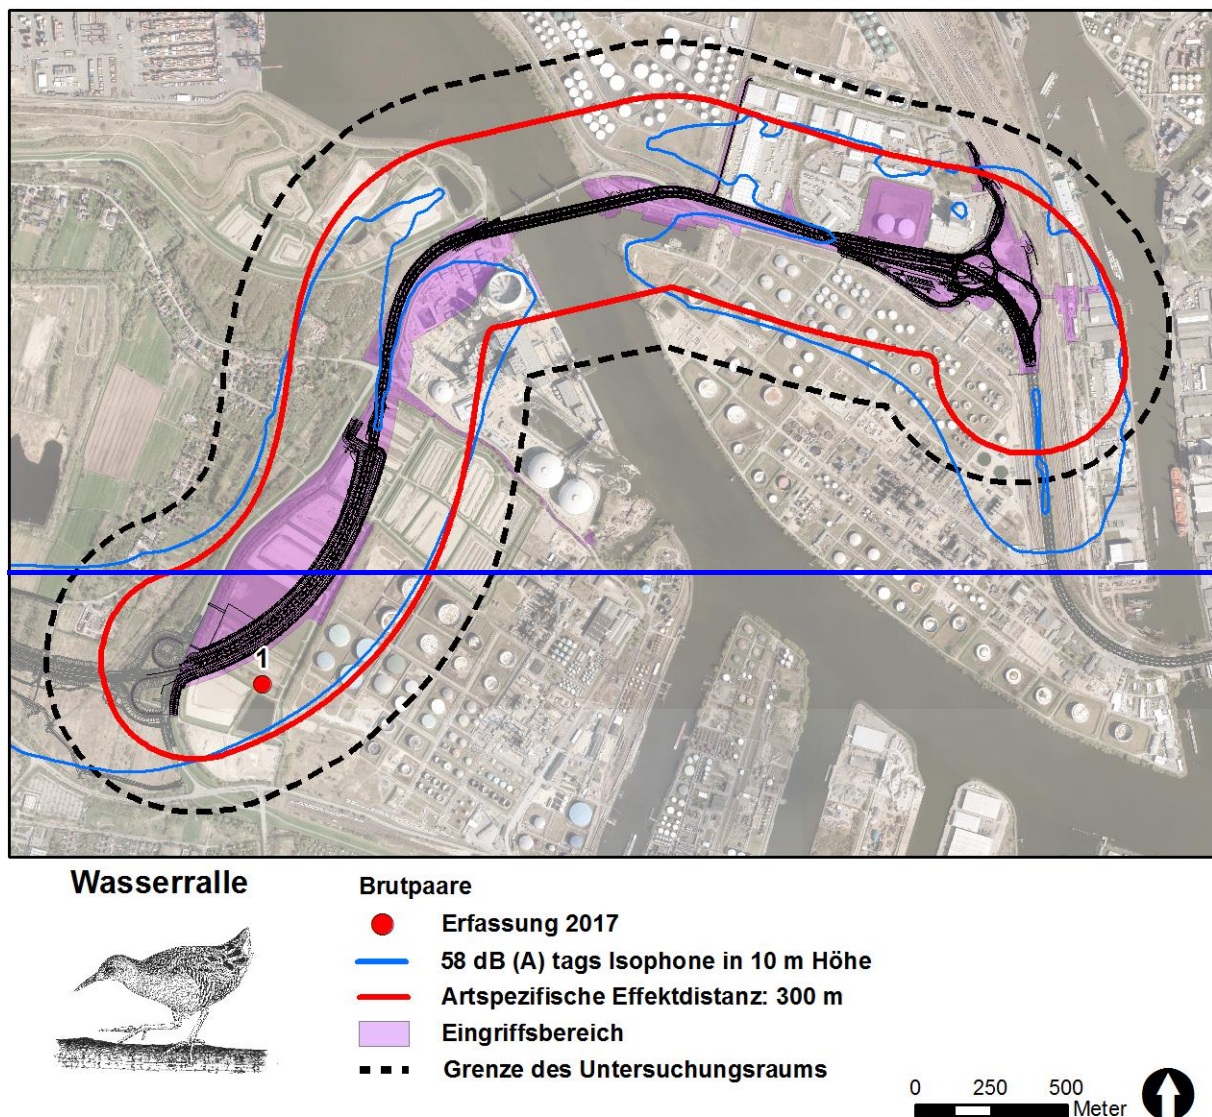 1
Wasserralle
Brutpaare
Erfassung 2017
58 dB (A) tags Isophone in 10 m Höhe
Artspezifische Effektdistanz: 300 m
Eingriffsbereich
Grenze des Untersuchungsraums
0 250 500
Meter